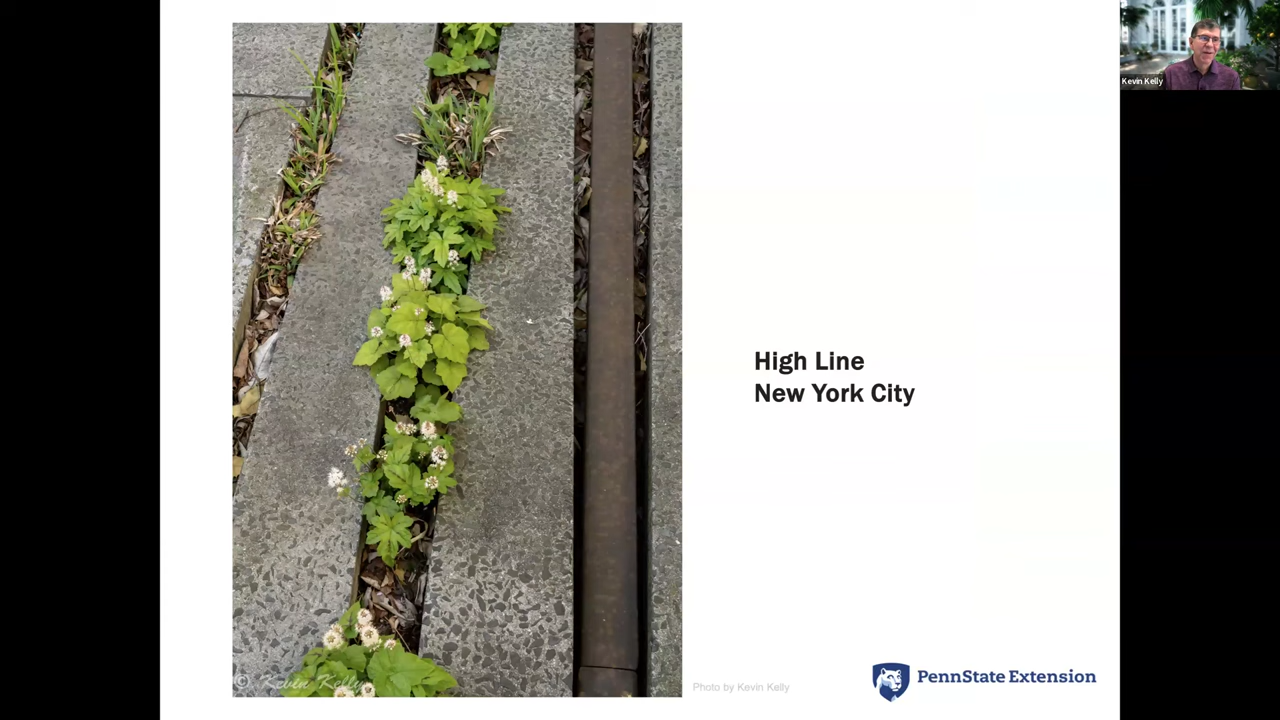 Kevin Kelly
High Line
New York City
© Kevin Kelly
Photo by Kevin Kelly
PennState Extension